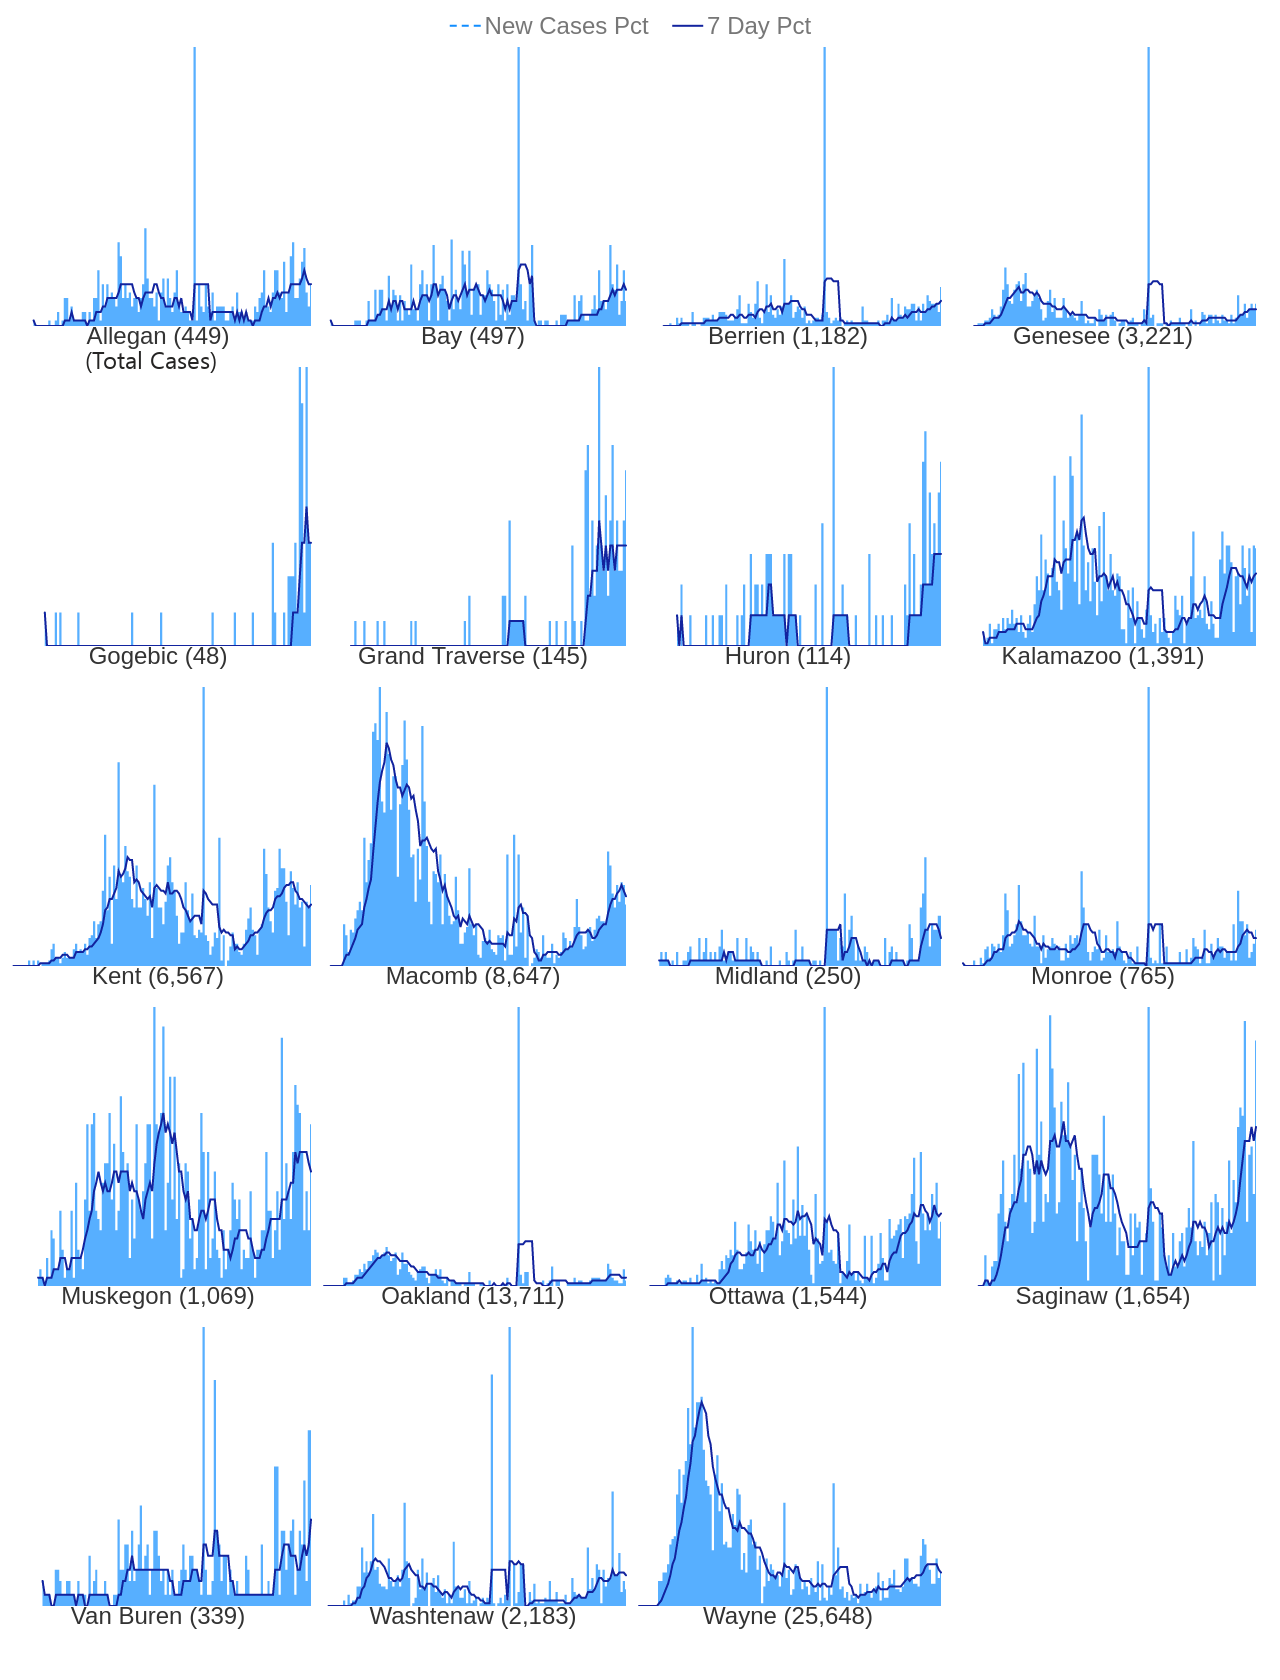 New Cases Pct 7 Day Pct
Allegan (449) Bay (497) Berrien (1,182) Genesee (3,221)
(Total Cases)
Gogebic (48) Grand Traverse (145) Huron (114) Kalamazoo (1,391)
Kent (6,567) Macomb (8,647) Midland (250) Monroe (765)
Muskegon (1,069) Oakland (13,711) Ottawa (1,544) Saginaw (1,654)
Van Buren (339) Washtenaw (2,183) Wayne (25,648)